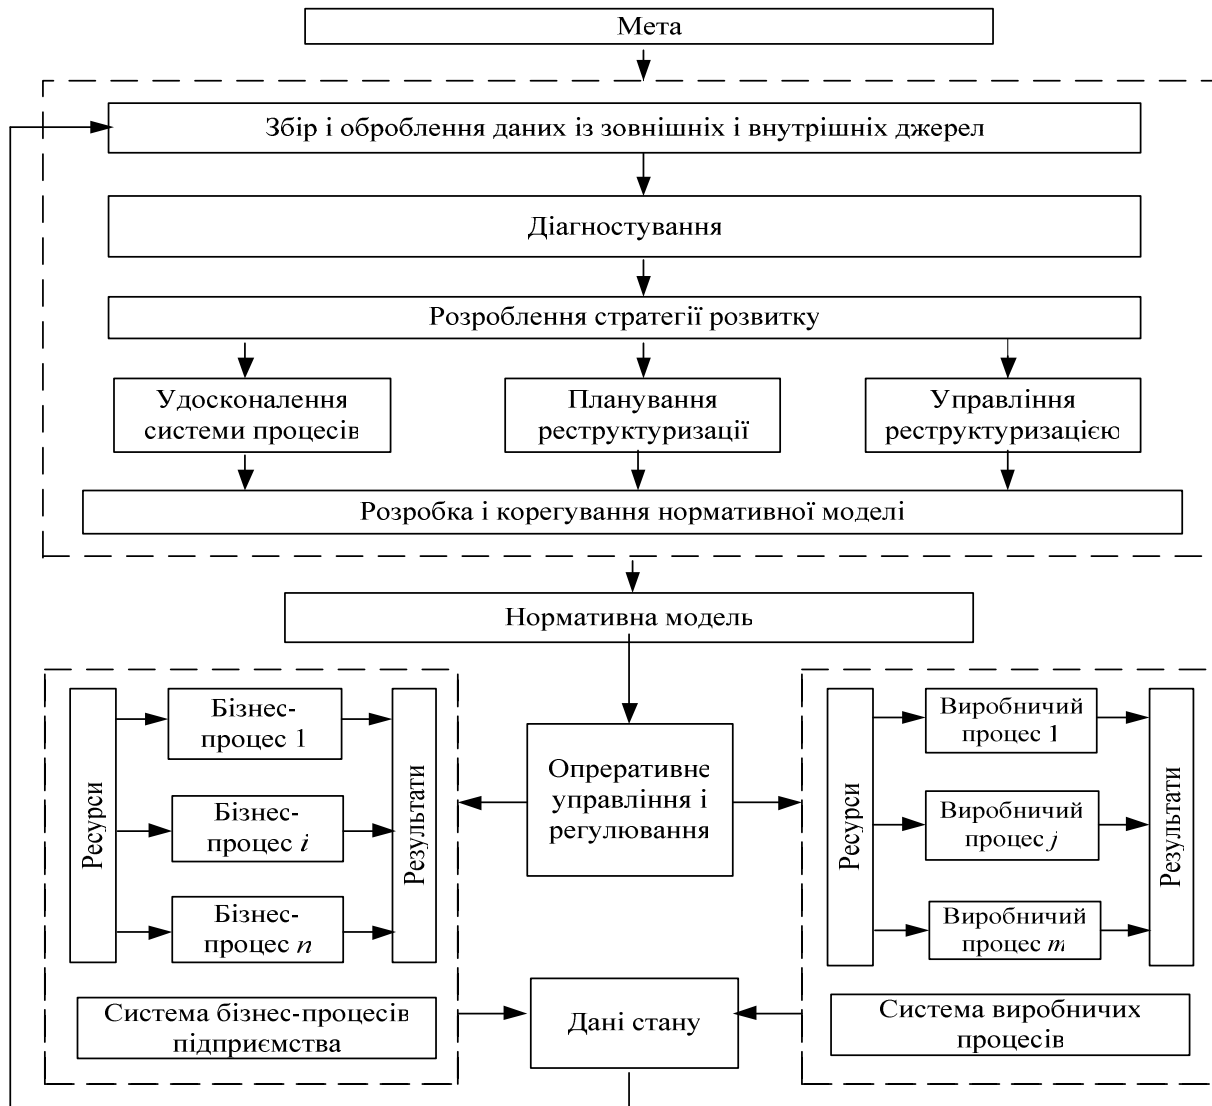 Мета
Збір і оброблення даних із зовнішніх і внутрішніх джерел
Діагностування
Розроблення стратегії розвитку
Удосконалення
системи процесів
Планування
реструктуризації
Управління
реструктуризацією
Розробка і корегування нормативної моделі
Нормативна модель
Ресурси
Бізнес-
процес 1
Бізнес-
процес i
Бізнес-
процес n
Результати
Система бізнес-процесів
підприємства
Опреративне
управління і
регулювання
Дані стану
Ресурси
Виробничий
процес 1
Виробничий
процес j
Виробничий
процес m
Результати
Система виробничих
процесів